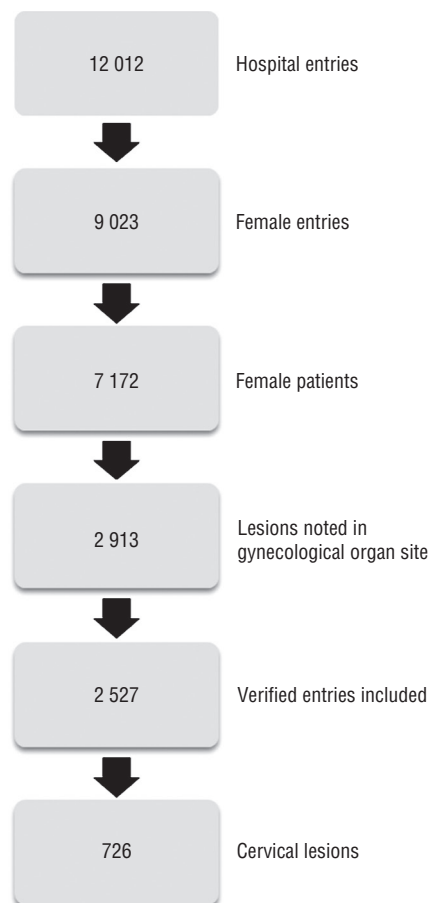 12 012 Hospital entries
9 023 Female entries
7 172 Female patients
2 913 Lesions noted in
gynecological organ site
2 527 Verified entries included
726 Cervical lesions